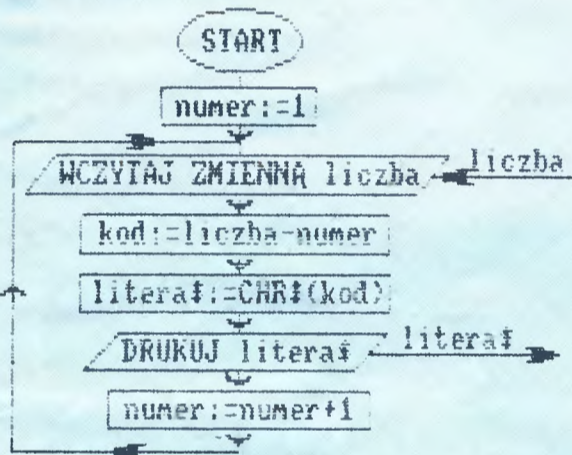 START
numer:=1
WCZYTAJ ZMIENNĄ liczba
liczba
kod:=liczba-numer
litera$:=CHR$(kod)
DRUKUJ litera$
litera$
numer:=numer+1